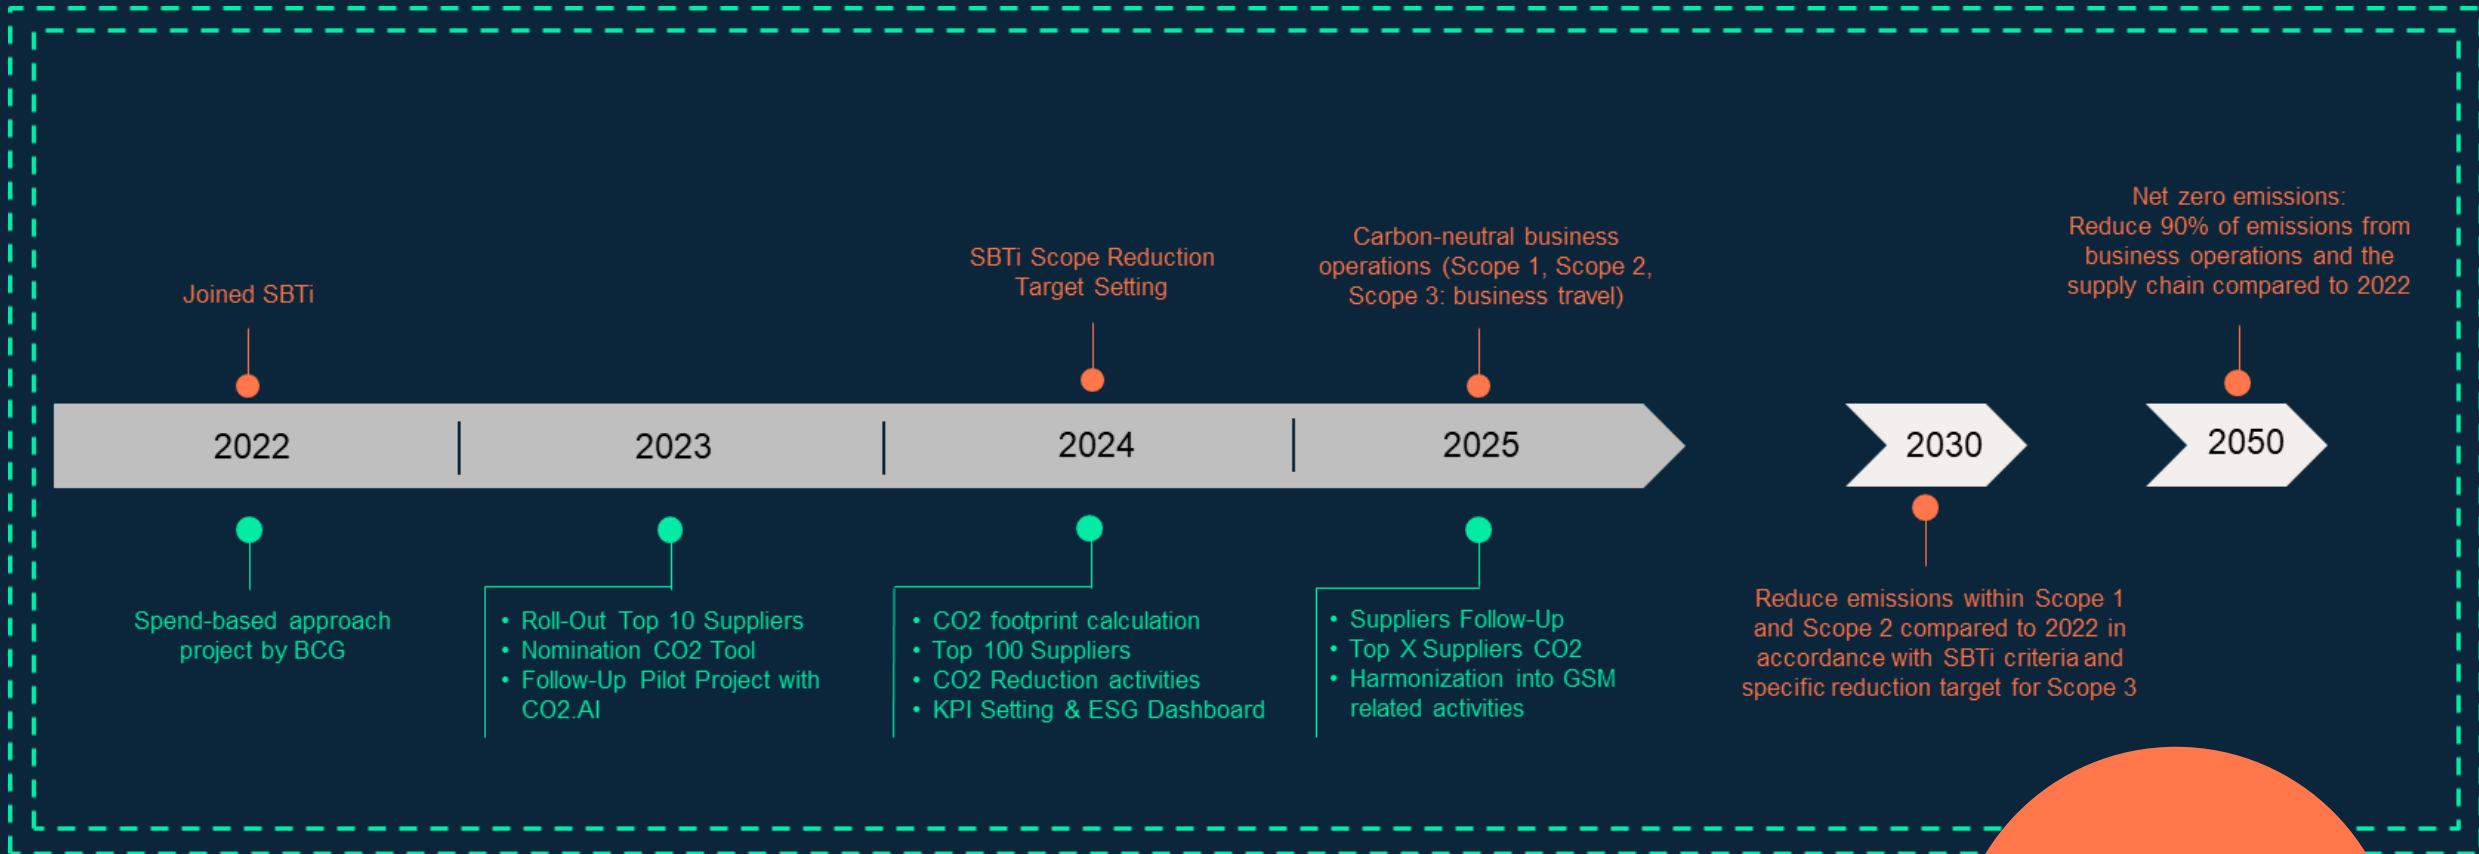 Joined SBTi
SBTi Scope Reduction
Target Setting
Carbon-neutral business
operations (Scope 1, Scope 2,
Scope 3: business travel)
Net zero emissions:
Reduce 90% of emissions from
business operations and the
supply chain compared to 2022
2022
2023
2024
2025
2030
2050
Spend-based approach
project by BCG
• Roll-Out Top 10 Suppliers
• Nomination CO2 Tool
• Follow-Up Pilot Project with
CO2.AI
• CO2 footprint calculation
• Top 100 Suppliers
• CO2 Reduction activities
• KPI Setting & ESG Dashboard
• Suppliers Follow-Up
• Top X Suppliers CO2
• Harmonization into GSM
related activities
Reduce emissions within Scope 1
and Scope 2 compared to 2022 in
accordance with SBTi criteria and
specific reduction target for Scope 3